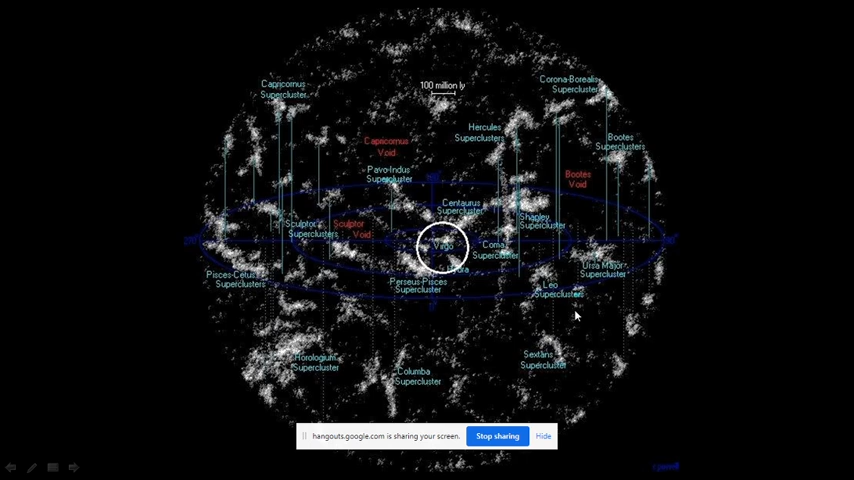 Capricornus
Supercluster
100 million ly
Corona-Borealis
Supercluster
Hercules
Superclusters
Bootes
Superclusters
Capricornus
Void
Pavo-Indus
Supercluster
Bootes
Void
Centaurus
Supercluster
Shapley
Supercluster
Sculptor
Superclusters
Sculptor
Void
Virgo
Coma
Supercluster
Hydra
Pisces-Cetus
Superclusters
Perseus-Pisces
Supercluster
Ursa Major
Supercluster
Leo
Superclusters
Horologium
Supercluster
Columba
Supercluster
Sextans
Supercluster
hangouts.google.com is sharing your screen.
Stop sharing
Hide